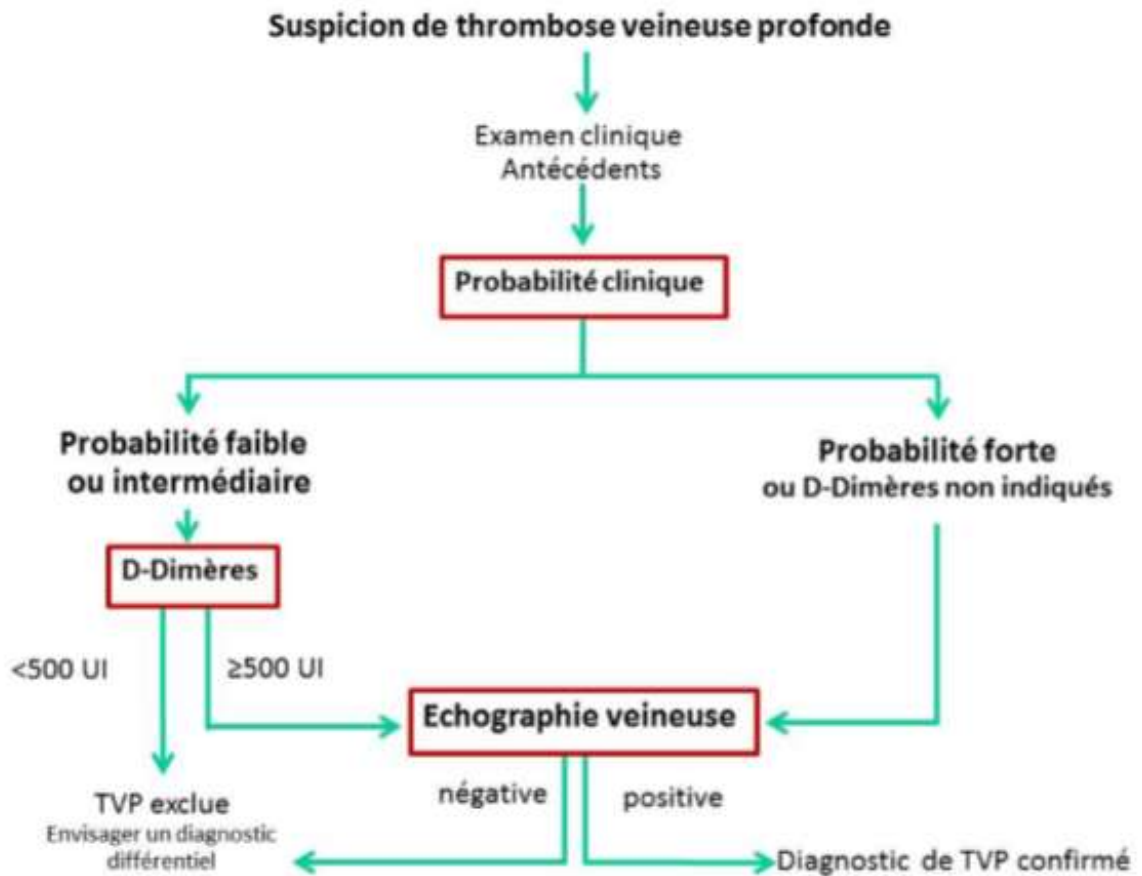 Suspicion de thrombose veineuse profonde
Examen clinique
Antécédents
Probabilité clinique
Probabilité faible
ou intermédiaire
Probabilité forte
ou D-Dimères non indiqués
D-Dimères
<500 UI
≥500 UI
Echographie veineuse
négative
positive
TVP exclue
Envisager un diagnostic
différentiel
Diagnostic de TVP confirmé